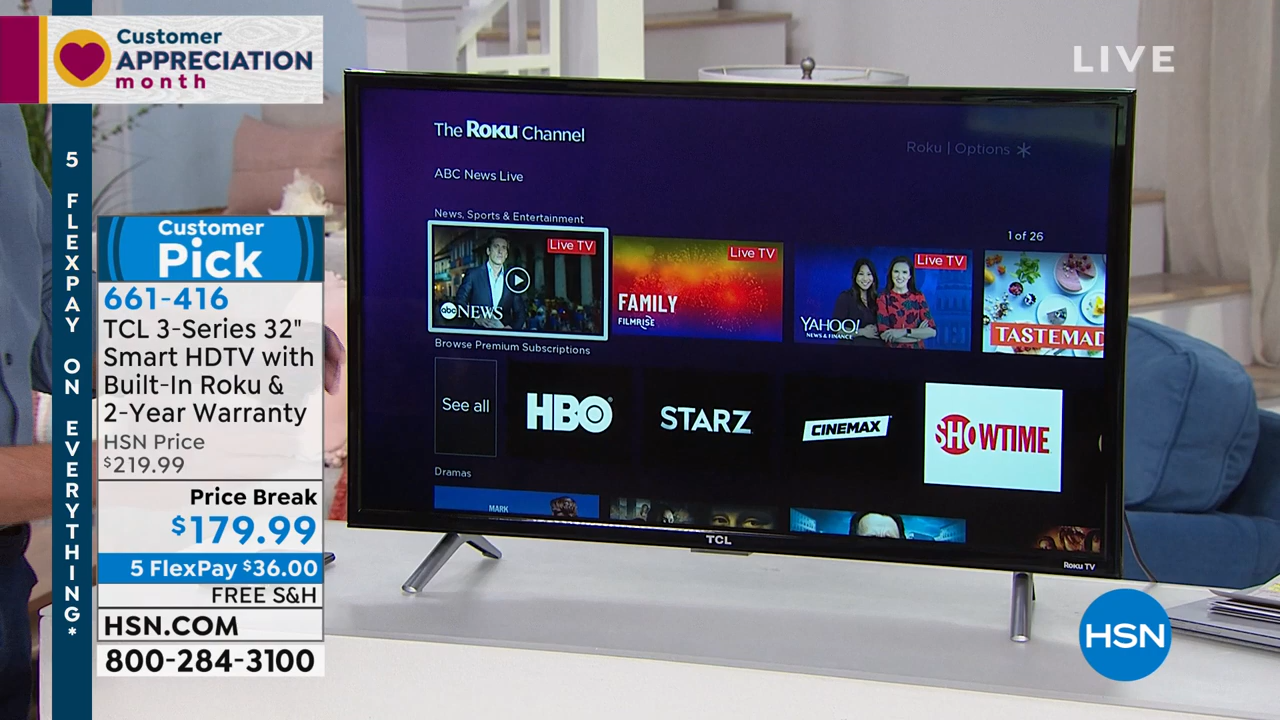 Customer
APPRECIATION
month
LIVE
5 FLEXPAY ON EVERYTHING*
Customer
Pick
661-416
TCL 3-Series 32"
Smart HDTV with
Built-In Roku &
2-Year Warranty
HSN Price
$219.99
Price Break
$179.99
5 FlexPay $36.00
FREE S&H
HSN.COM
800-284-3100
The Roku Channel
Roku | Options
ABC News Live
News, Sports & Entertainment
1 of 26
Live TV
abc NEWS
Live TV
FAMILY
FILMRISE
Live TV
YAHOO!
NEWS & FINANCE
TASTEMAD
Browse Premium Subscriptions
See all
HBO
STARZ
CINEMAX
SHOWTIME
Dramas
MARK
TCL
Roku TV
HSN